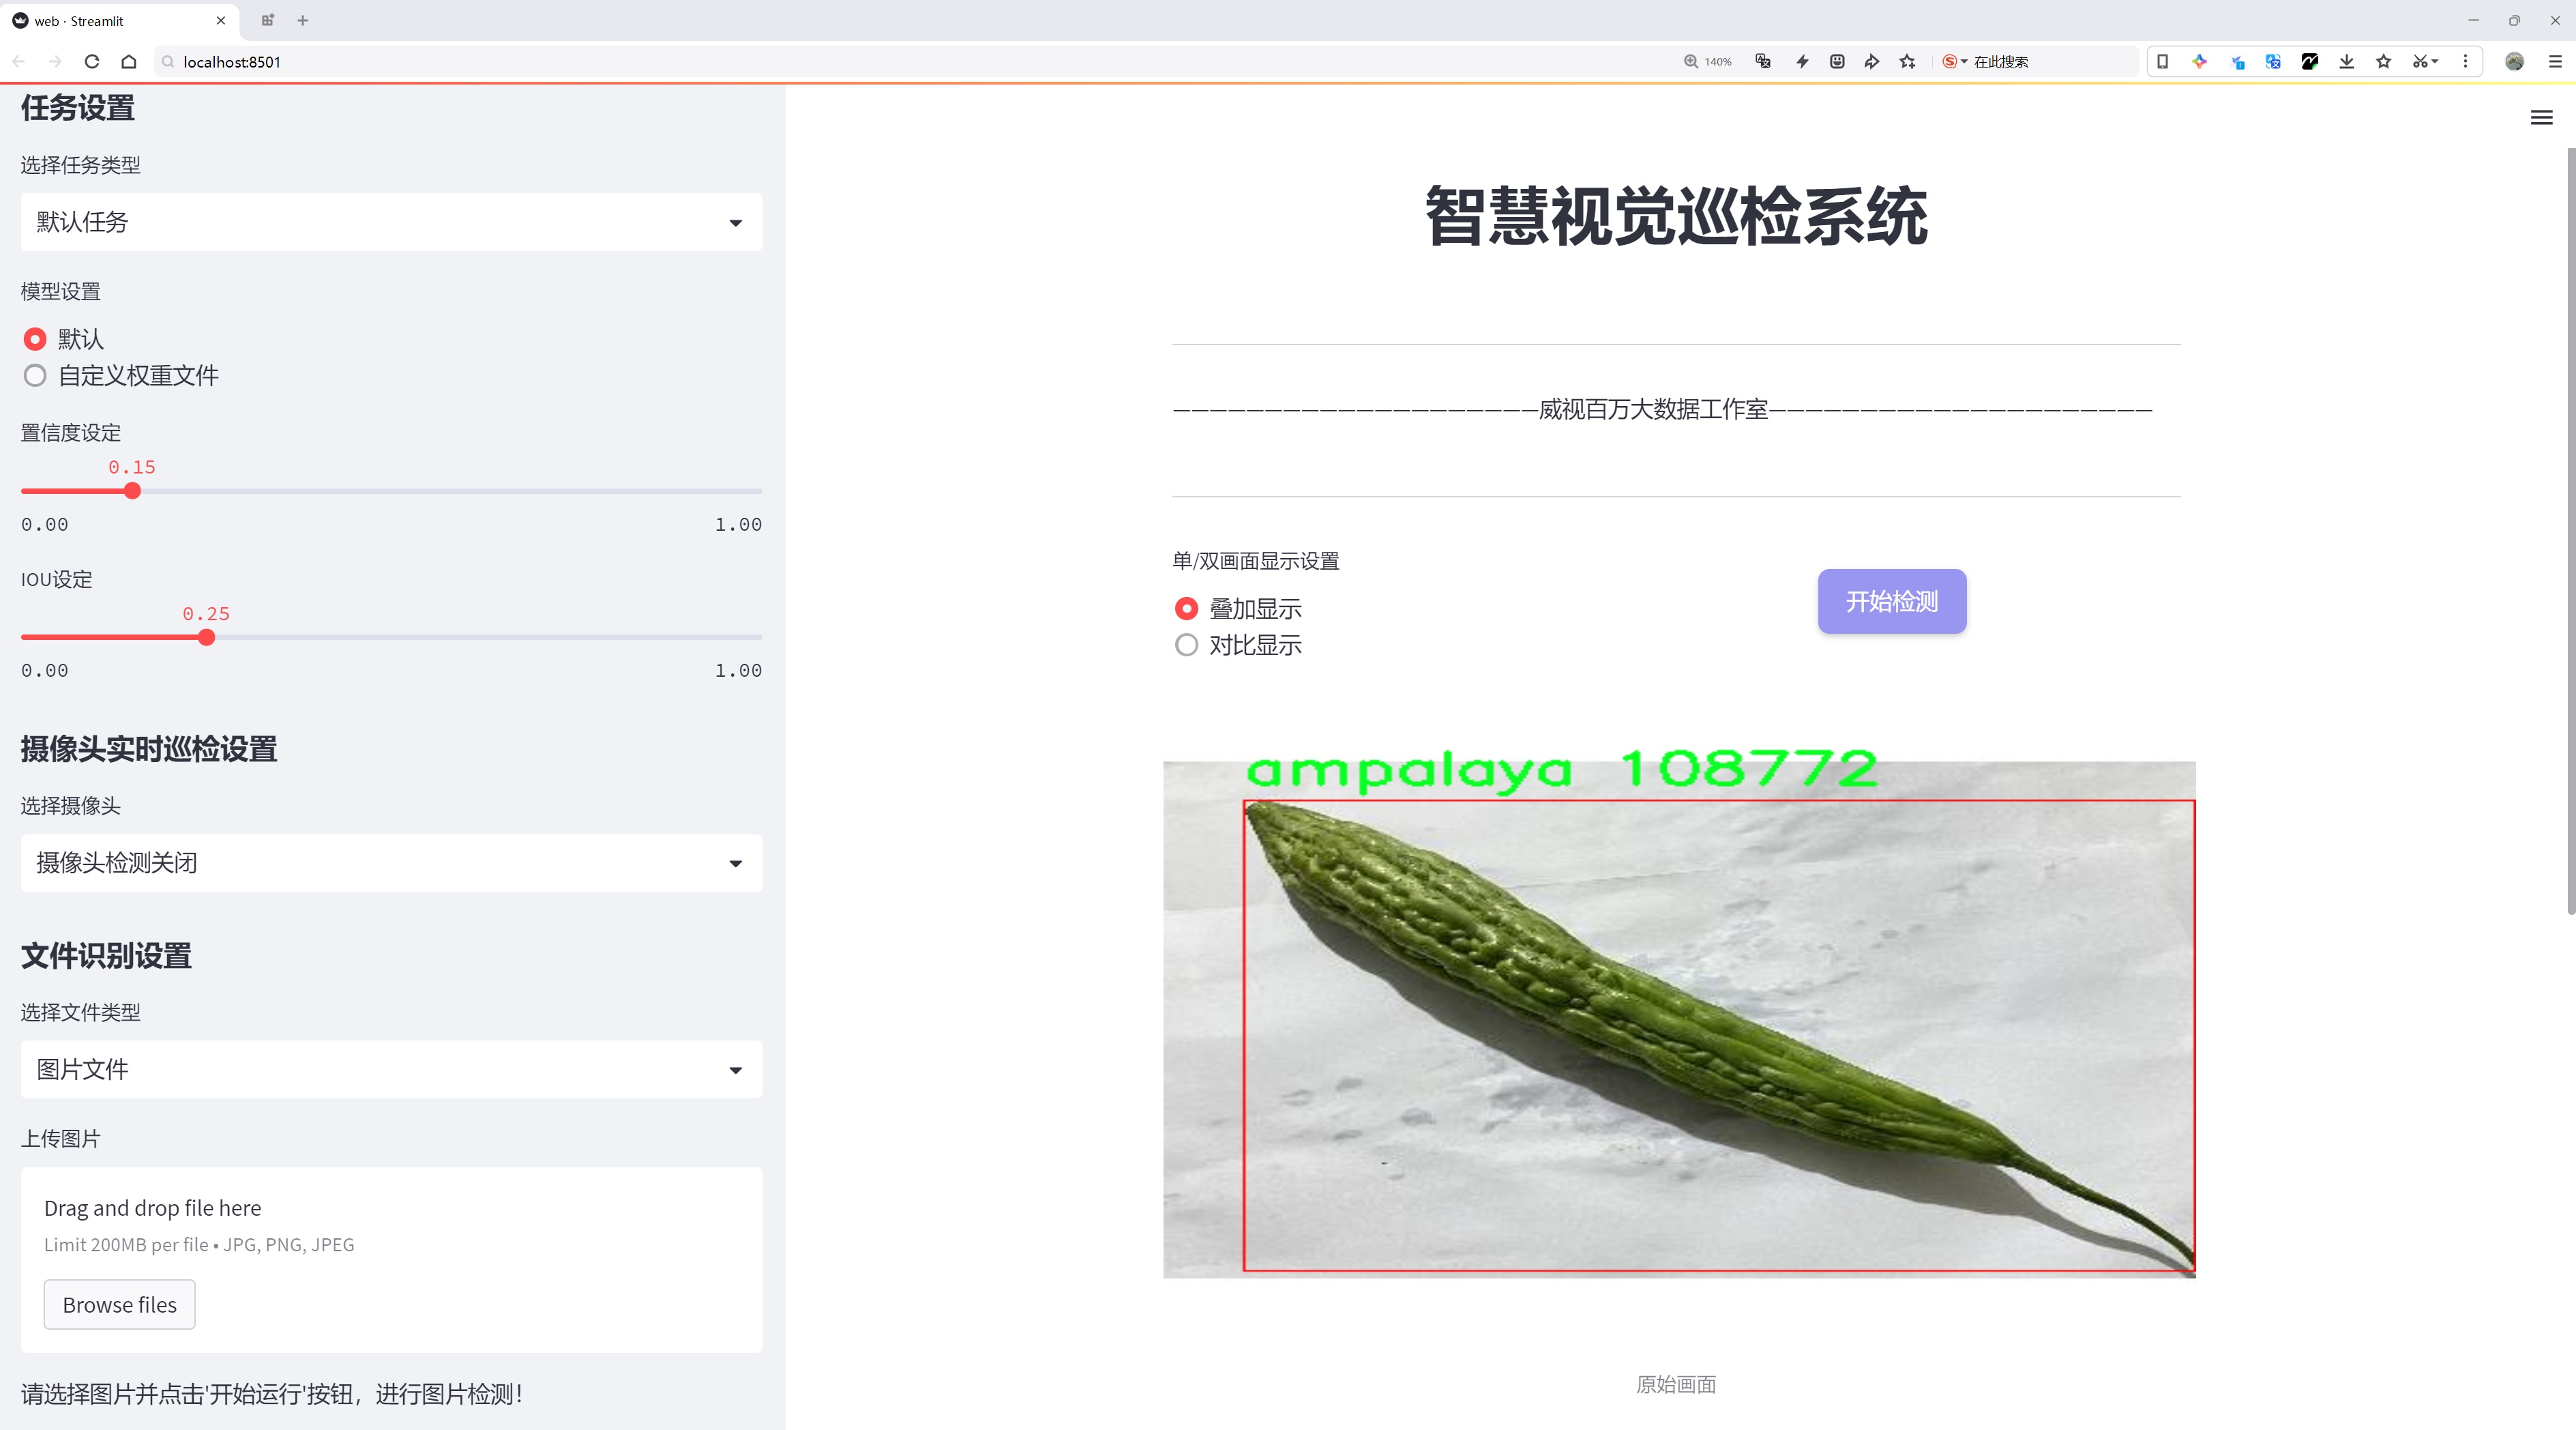 web · Streamlit
localhost:8501
140%
在此搜索
任务设置
选择任务类型
默认任务
模型设置
默认
自定义权重文件
置信度设定
0.15
0.00 1.00
IOU设定
0.25
0.00 1.00
摄像头实时巡检设置
选择摄像头
摄像头检测关闭
文件识别设置
选择文件类型
图片文件
上传图片
Drag and drop file here
Limit 200MB per file • JPG, PNG, JPEG
Browse files
请选择图片并点击'开始运行'按钮，进行图片检测！
智慧视觉巡检系统
————————————————————威视百万大数据工作室—————————————————————
单/双画面显示设置
叠加显示
对比显示
开始检测
ampalaya 108772
原始画面